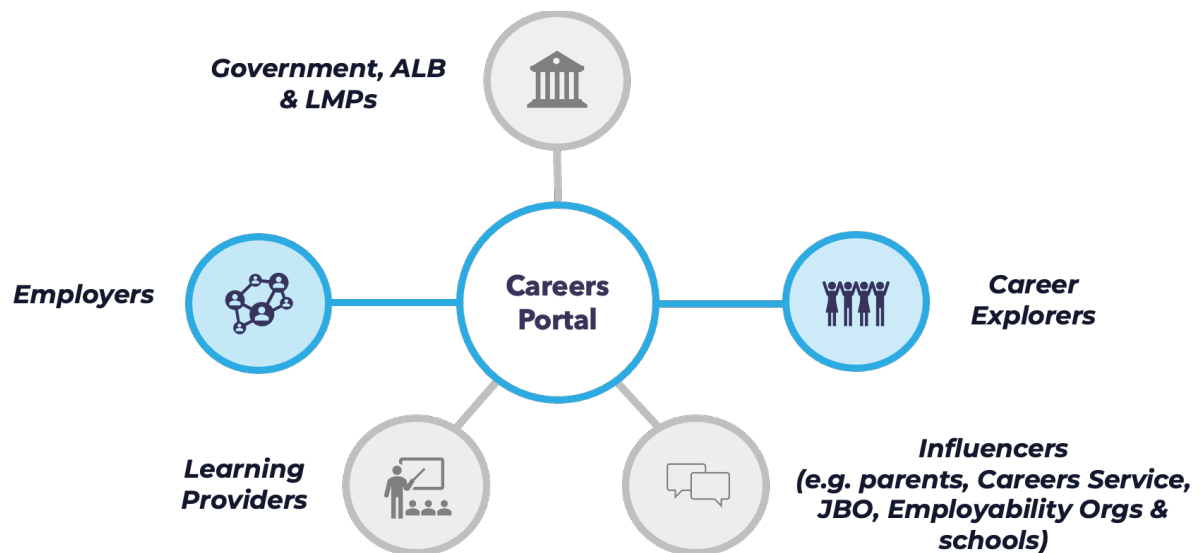 Government, ALB
& LMPs
Employers
Careers
Portal
Career
Explorers
Learning
Providers
Influencers
(e.g. parents, Careers Service,
JBO, Employability Orgs &
schools)